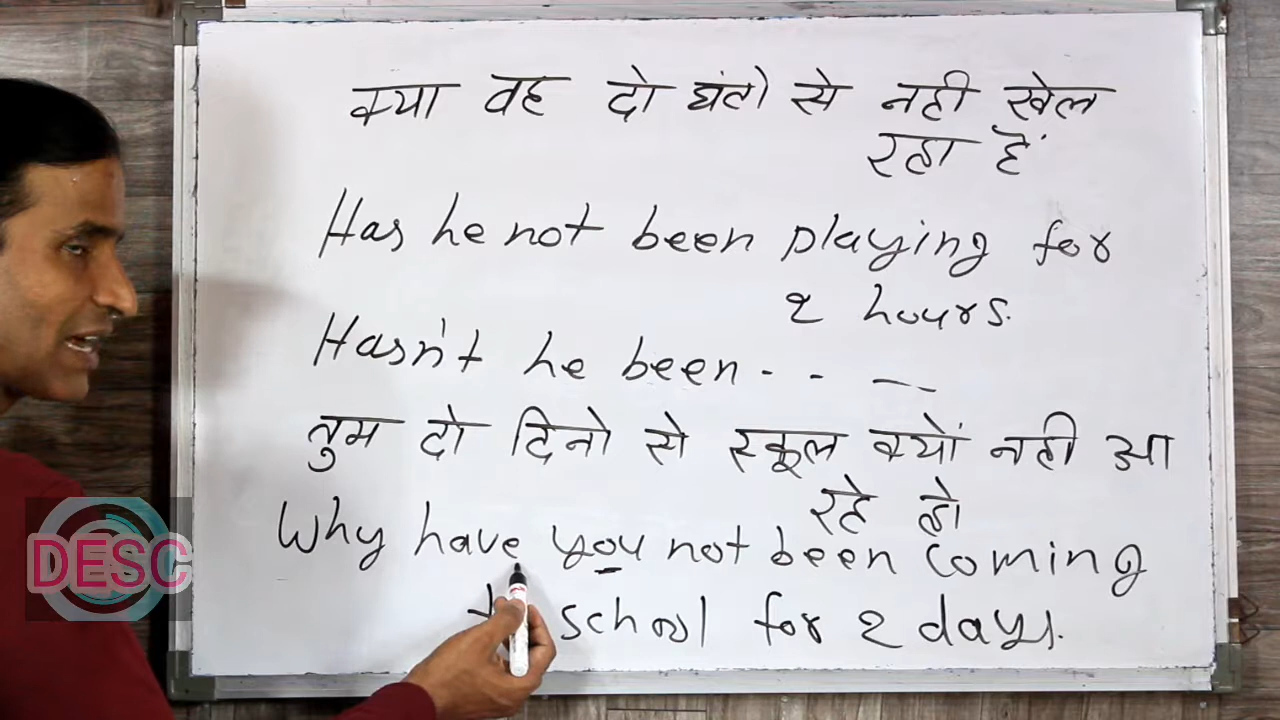 क्या वह दो घंटो से नही खेल
रहा हैं
Has he not been playing for
2 hours.
Hasn't he been - - —
तुम दो दिनो से स्कूल क्यों नही आ
रहे हो
Why have you not been coming
school for 2 days.
DESC